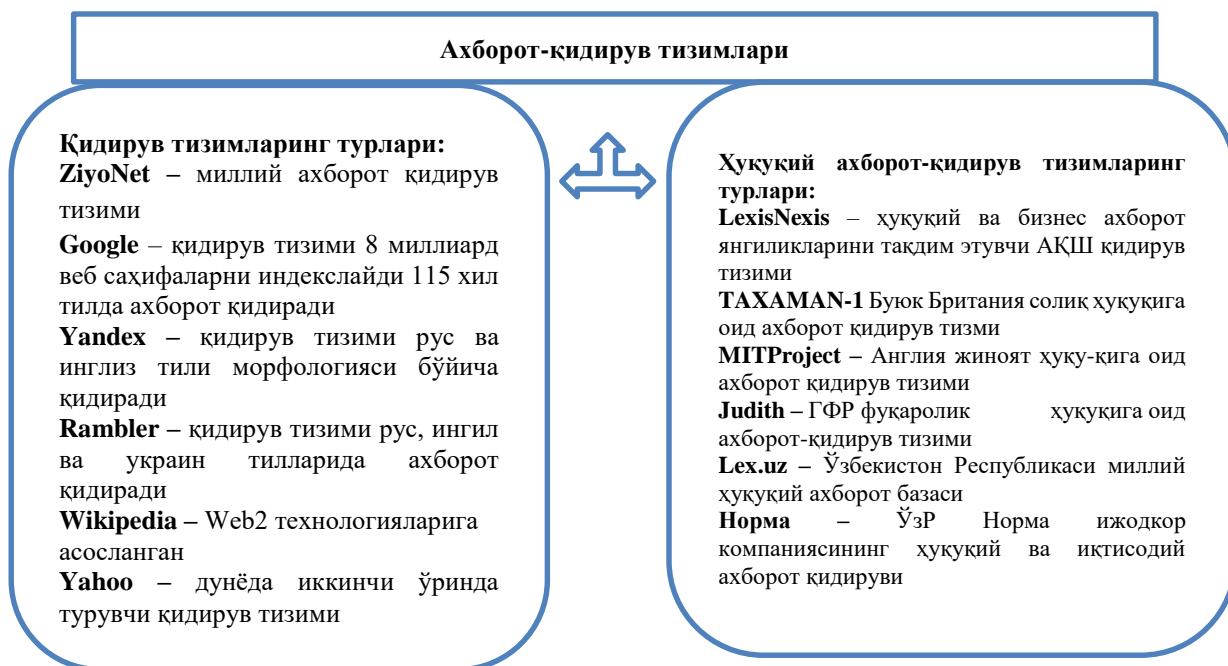 Ахборот-қидирув тизимлари
Қидирув тизимларинг турлари:
ZiyoNet – миллий ахборот қидирув
тизими
Google – қидирув тизими 8 миллиард
веб саҳифаларни индекслайди 115 хил
тилда ахборот қидиради
Yandex – қидирув тизими рус ва
инглиз тили морфологияси бўйича
қидиради
Rambler – қидирув тизими рус, ингил
ва украин тилларида ахборот
қидиради
Wikipedia – Web2 технологияларига
асосланган
Yahoo – дунёда иккинчи ўринда
турувчи қидирув тизими
Ҳуқуқий ахборот-қидирув тизимларинг
турлари:
LexisNexis – ҳуқуқий ва бизнес ахборот
янгиликларини тақдим этувчи АҚШ қидирув
тизими
TAXAMAN-1 Буюк Британия солиқ ҳуқуқига
оид ахборот қидирув тизми
MITProject – Англия жиноят ҳуқу-қига оид
ахборот қидирув тизими
Judith – ГФР фуқаролик ҳуқуқига оид
ахборот-қидирув тизими
Lex.uz – Ўзбекистон Республикаси миллий
ҳуқуқий ахборот базаси
Норма – ЎзР Норма ижодкор
компаниясининг ҳуқуқий ва иқтисодий
ахборот қидируви